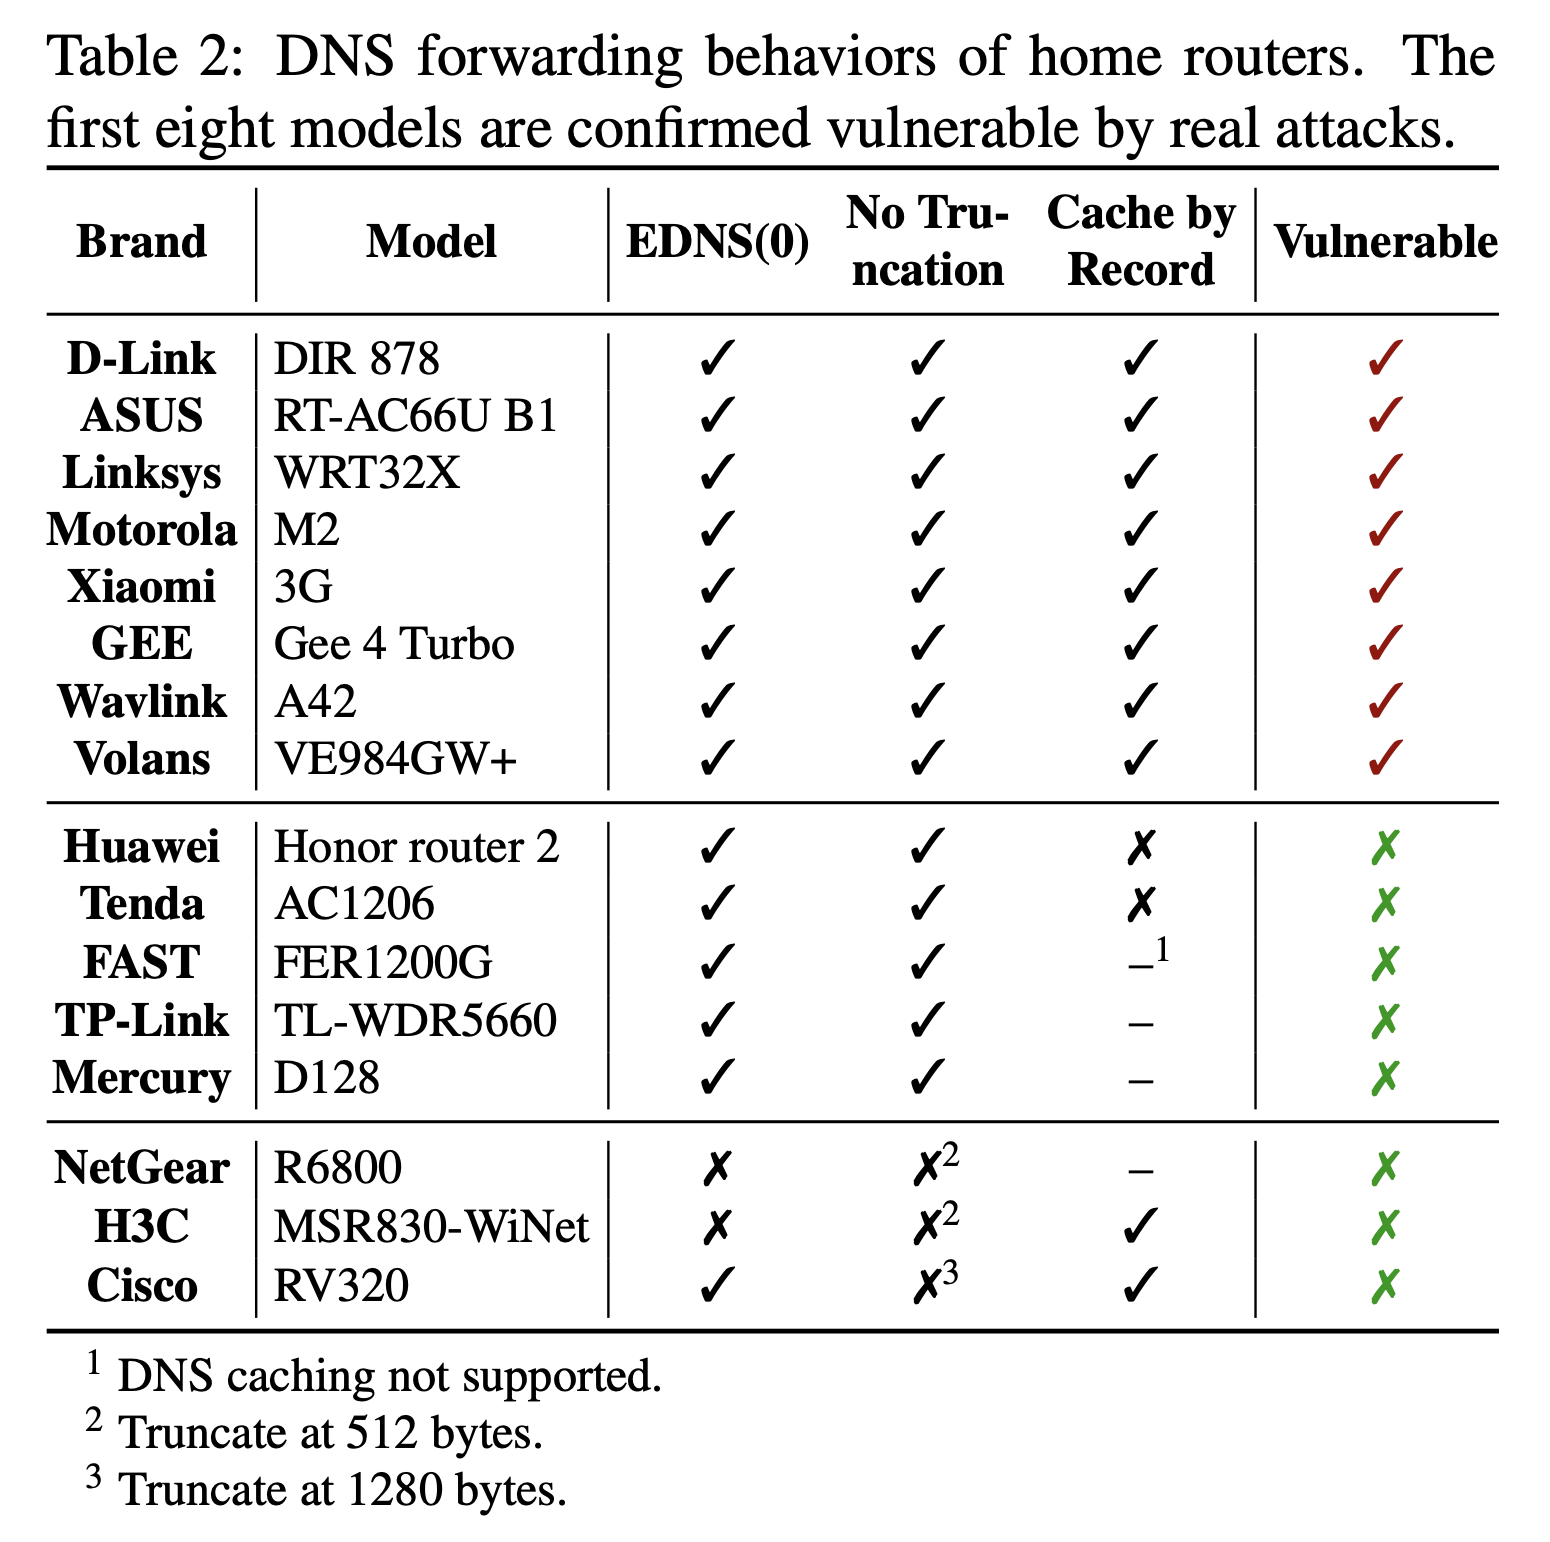 Table 2: DNS forwarding behaviors of home routers. The
first eight models are confirmed vulnerable by real attacks.
Brand Model EDNS(0) No Tru-ncation Cache by Record Vulnerable
D-Link DIR 878 ✓ ✓ ✓ ✓
ASUS RT-AC66U B1 ✓ ✓ ✓ ✓
Linksys WRT32X ✓ ✓ ✓ ✓
Motorola M2 ✓ ✓ ✓ ✓
Xiaomi 3G ✓ ✓ ✓ ✓
GEE Gee 4 Turbo ✓ ✓ ✓ ✓
Wavlink A42 ✓ ✓ ✓ ✓
Volans VE984GW+ ✓ ✓ ✓ ✓
Huawei Honor router 2 ✓ ✓ ✗ ✗
Tenda AC1206 ✓ ✓ ✗ ✗
FAST FER1200G ✓ ✓ –1 ✗
TP-Link TL-WDR5660 ✓ ✓ – ✗
Mercury D128 ✓ ✓ – ✗
NetGear R6800 ✗ ✗2 – ✗
H3C MSR830-WiNet ✗ ✗2 ✓ ✗
Cisco RV320 ✓ ✗3 ✓ ✗
1 DNS caching not supported.
2 Truncate at 512 bytes.
3 Truncate at 1280 bytes.